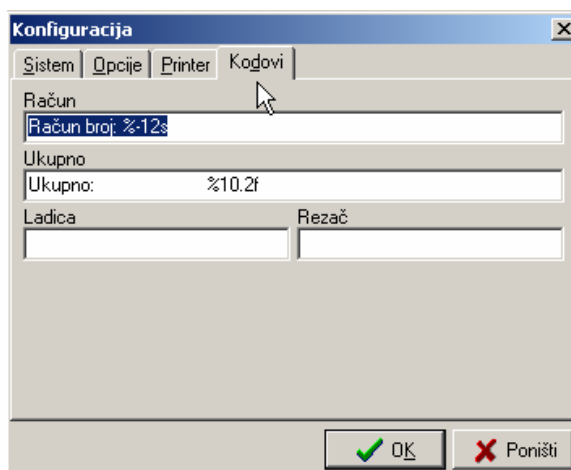 Konfiguracija
Sistem Opcije Printer Kodovi
Račun
Račun broj: %-12s
Ukupno
Ukupno: %10.2f
Ladica Rezač
OK Poništi